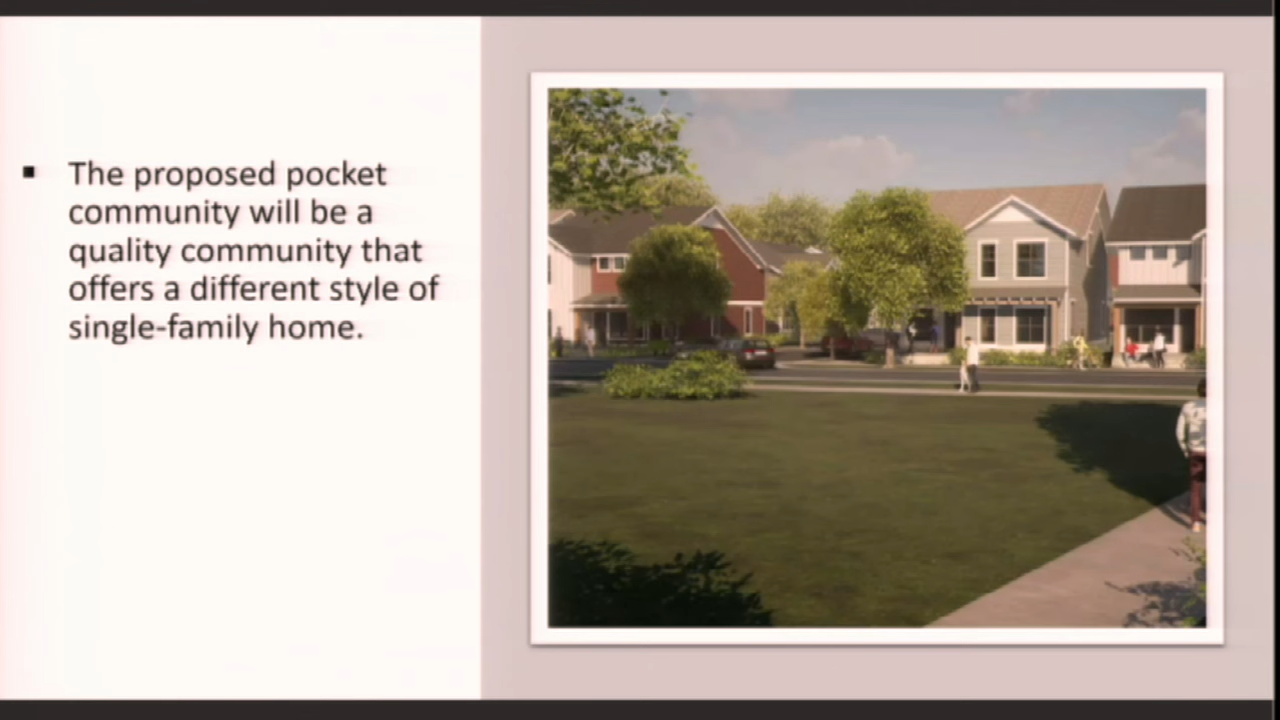 ▪ The proposed pocket
community will be a
quality community that
offers a different style of
single-family home.